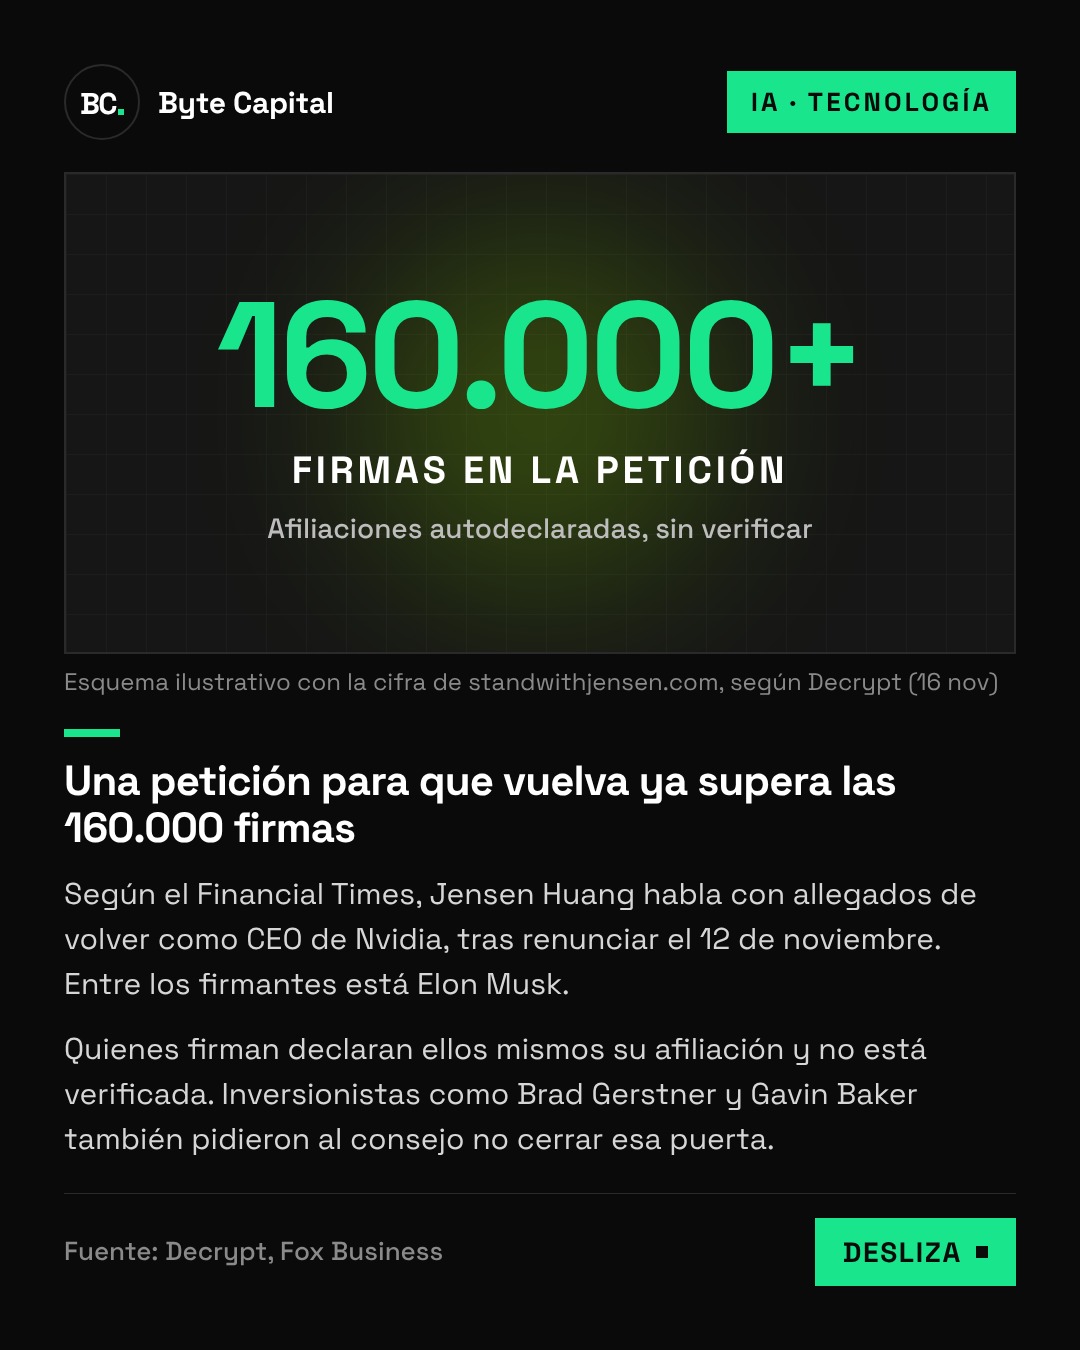 BC.
Byte Capital
IA · TECNOLOGÍA
160.000+
FIRMAS EN LA PETICIÓN
Afiliaciones autodeclaradas, sin verificar
Esquema ilustrativo con la cifra de standwithjensen.com, según Decrypt (16 nov)
Una petición para que vuelva ya supera las
160.000 firmas
Según el Financial Times, Jensen Huang habla con allegados de
volver como CEO de Nvidia, tras renunciar el 12 de noviembre.
Entre los firmantes está Elon Musk.
Quienes firman declaran ellos mismos su afiliación y no está
verificada. Inversionistas como Brad Gerstner y Gavin Baker
también pidieron al consejo no cerrar esa puerta.
Fuente: Decrypt, Fox Business
DESLIZA